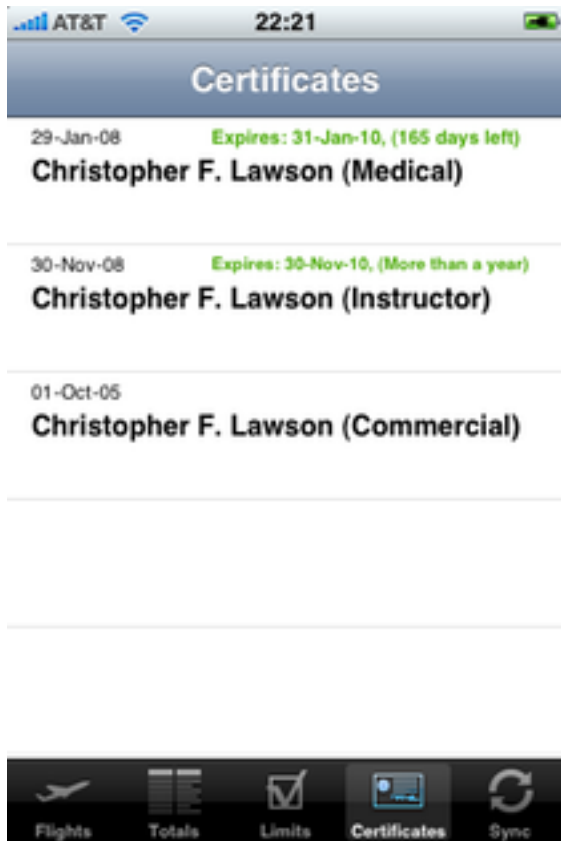 AT&T 22:21
Certificates
29-Jan-08 Expires: 31-Jan-10, (165 days left)
Christopher F. Lawson (Medical)
30-Nov-08 Expires: 30-Nov-10, (More than a year)
Christopher F. Lawson (Instructor)
01-Oct-05
Christopher F. Lawson (Commercial)
Flights Totals Limits Certificates Sync